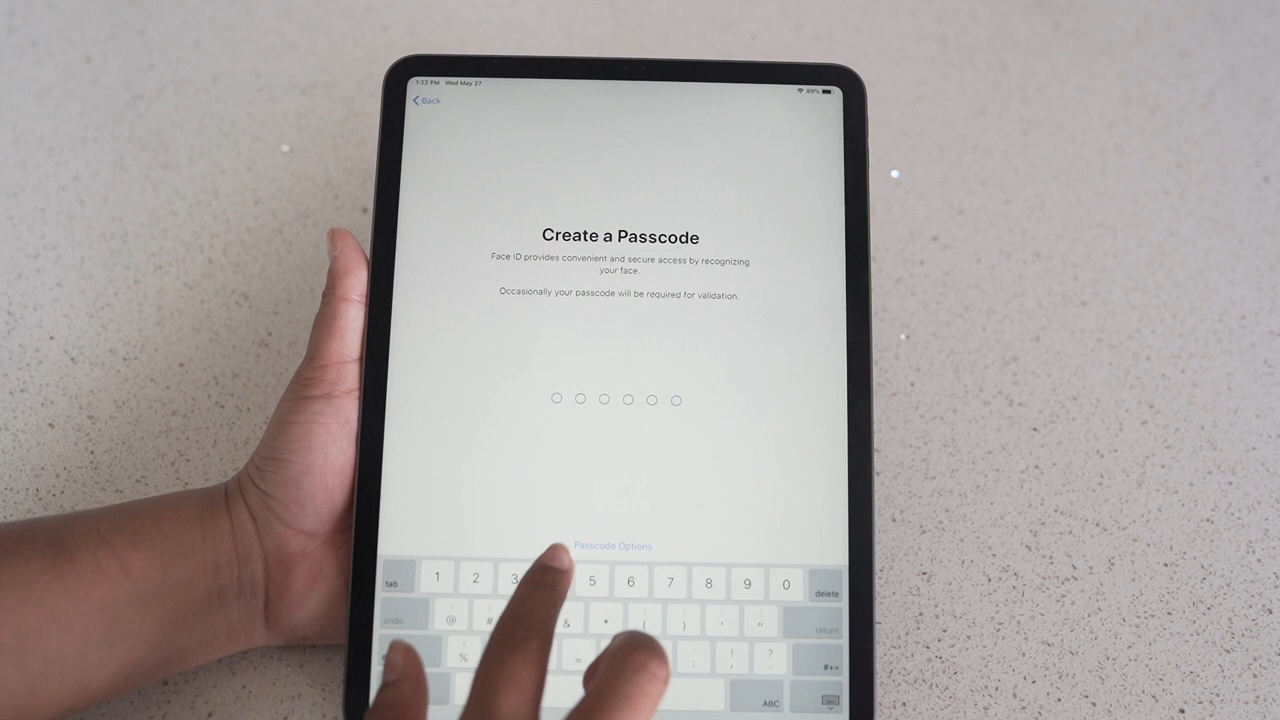 1:22 PM Wed May 27
89%
Back
Create a Passcode
Face ID provides convenient and secure access by recognizing
your face.
Occasionally your passcode will be required for validation.
Passcode Options
tab 1 2 3 5 6 7 8 9 0 delete
undo @ # & * ( ) ' " return
% = : ! , ? . #+=
ABC